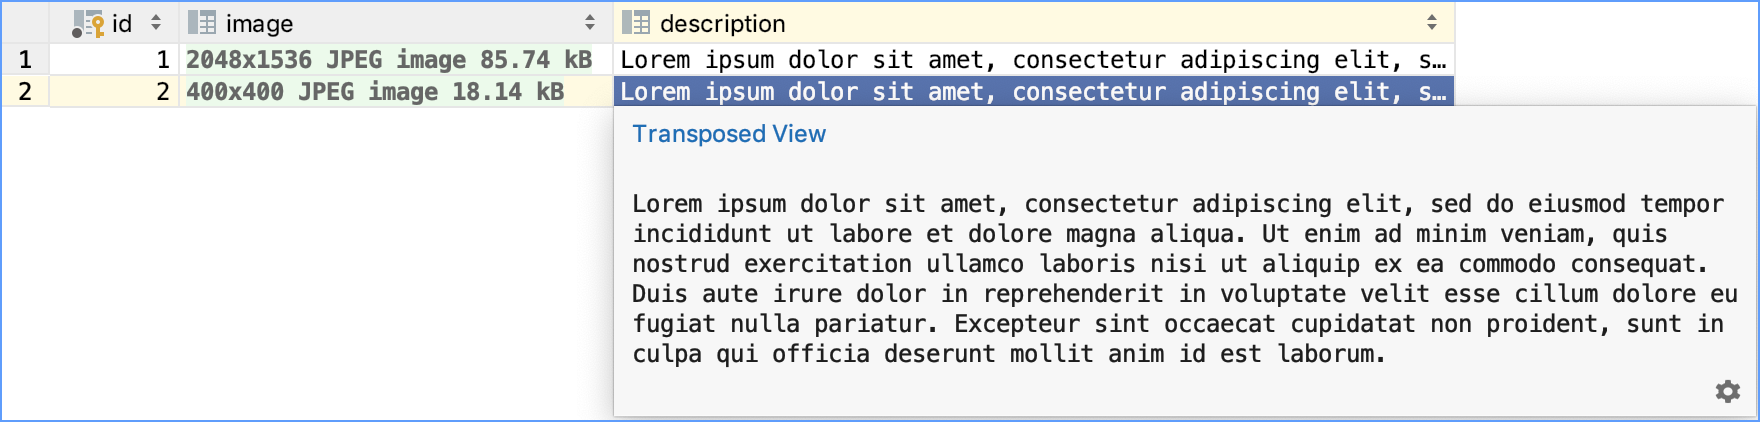 id image description
1 1 2048x1536 JPEG image 85.74 kB Lorem ipsum dolor sit amet, consectetur adipiscing elit, s…
2 2 400x400 JPEG image 18.14 kB Lorem ipsum dolor sit amet, consectetur adipiscing elit, s…
Transposed View
Lorem ipsum dolor sit amet, consectetur adipiscing elit, sed do eiusmod tempor
incididunt ut labore et dolore magna aliqua. Ut enim ad minim veniam, quis
nostrud exercitation ullamco laboris nisi ut aliquip ex ea commodo consequat.
Duis aute irure dolor in reprehenderit in voluptate velit esse cillum dolore eu
fugiat nulla pariatur. Excepteur sint occaecat cupidatat non proident, sunt in
culpa qui officia deserunt mollit anim id est laborum.